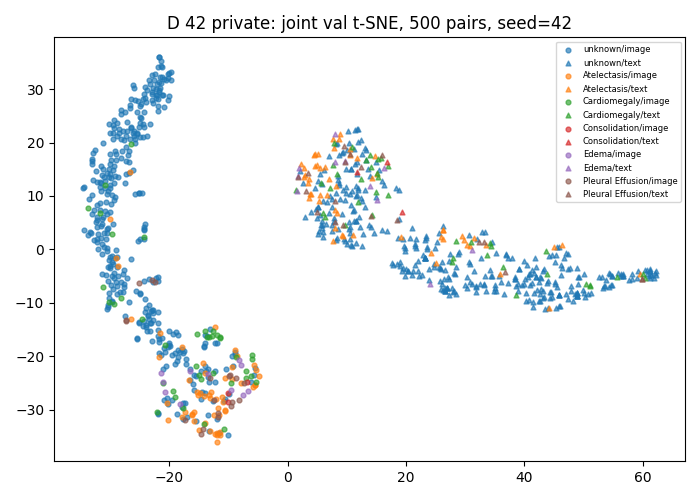 D 42 private: joint val t-SNE, 500 pairs, seed=42
unknown/image
unknown/text
Atelectasis/image
Atelectasis/text
Cardiomegaly/image
Cardiomegaly/text
Consolidation/image
Consolidation/text
Edema/image
Edema/text
Pleural Effusion/image
Pleural Effusion/text
30
20
10
0
−10
−20
−30
−20 0 20 40 60